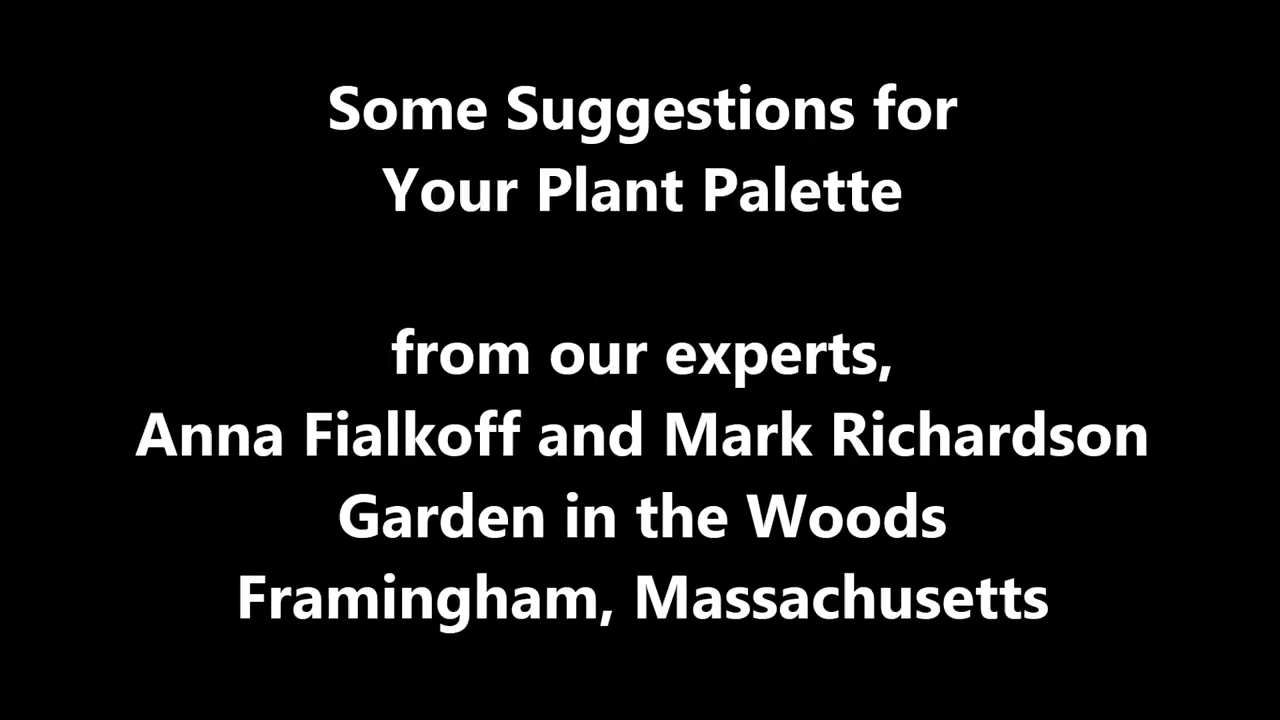 Some Suggestions for
Your Plant Palette
from our experts,
Anna Fialkoff and Mark Richardson
Garden in the Woods
Framingham, Massachusetts